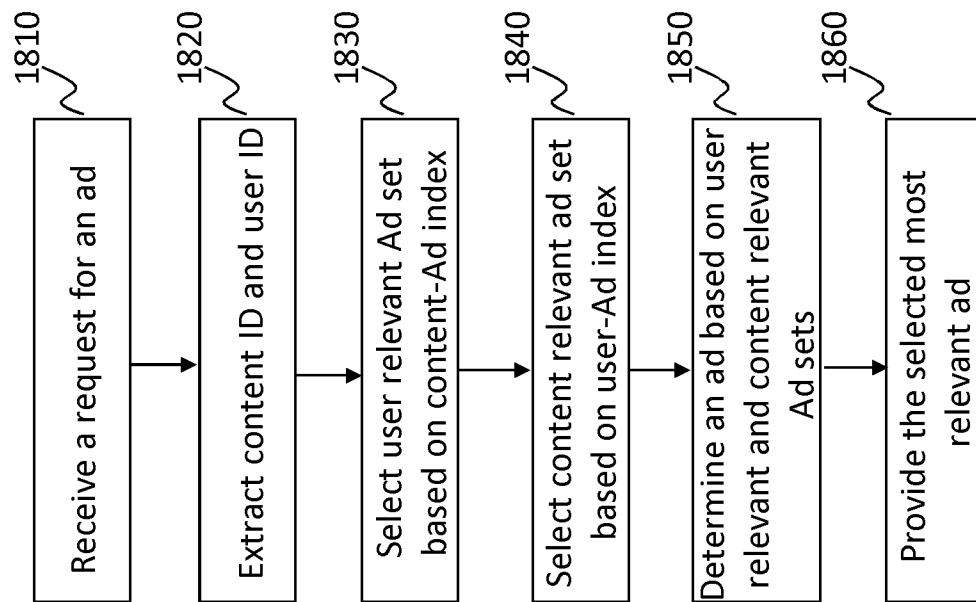 1810
Receive a request for an ad
1820
Extract content ID and user ID
1830
Select user relevant Ad set
based on content-Ad index
1840
Select content relevant ad set
based on user-Ad index
1850
Determine an ad based on user
relevant and content relevant
Ad sets
1860
Provide the selected most
relevant ad